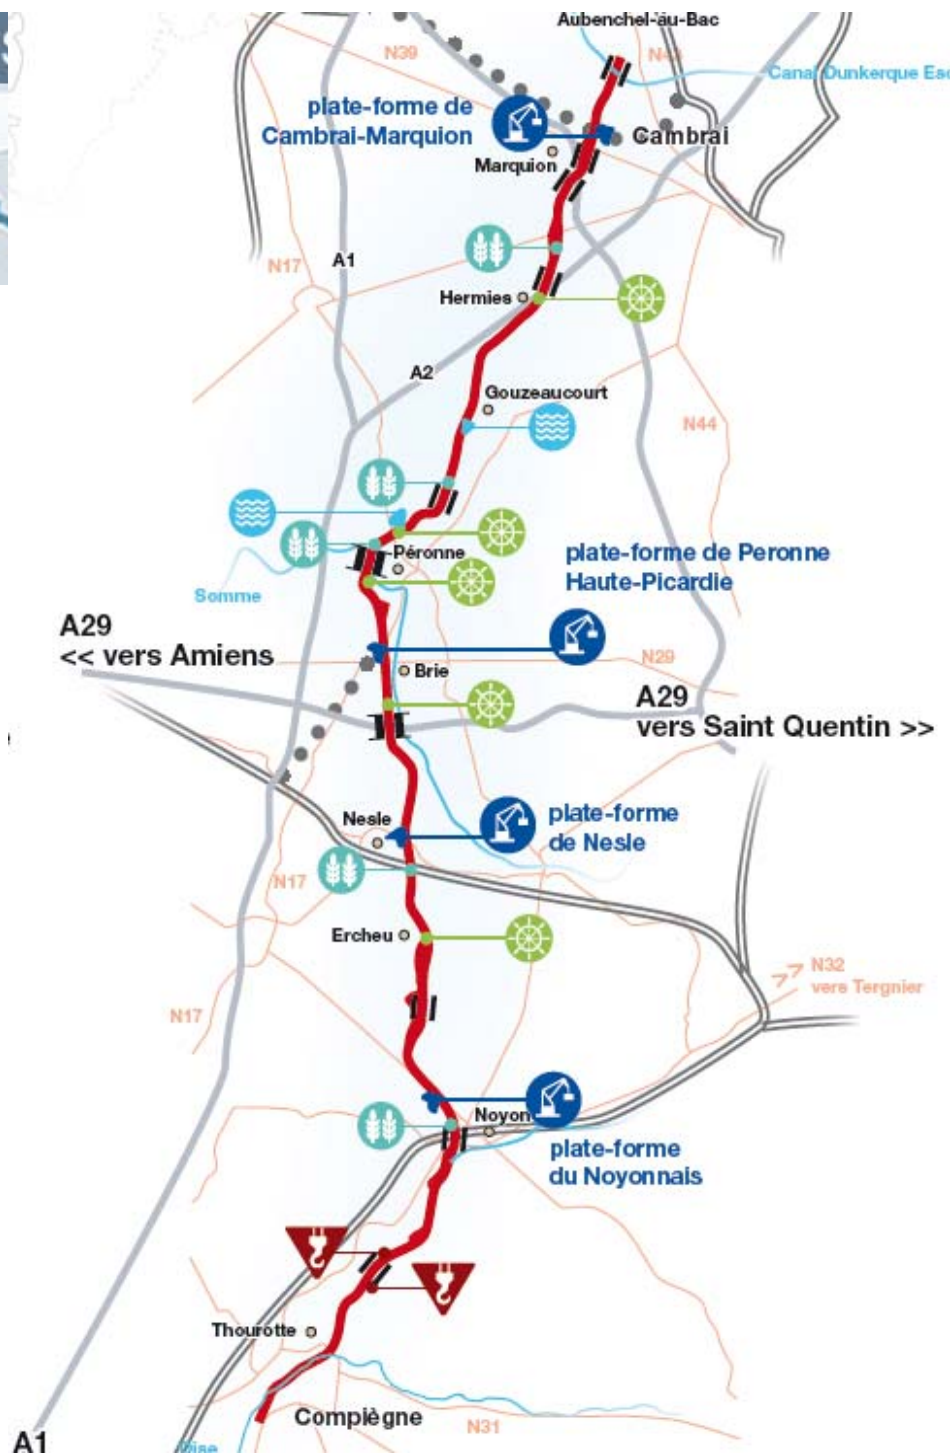 Aubenchel-au-Bac
N39
N43
Canal Dunkerque Esc
plate-forme de
Cambrai-Marquion
Cambrai
Marquion
N17
A1
Hermies
A2
Gouzeaucourt
N44
plate-forme de Peronne
Haute-Picardie
Péronne
Somme
A29
<< vers Amiens
N29
Brie
A29
vers Saint Quentin >>
Nesle
plate-forme
de Nesle
N17
Ercheu
N32
vers Tergnier
N17
Noyon
plate-forme
du Noyonnais
Thourotte
Compiègne
N31
A1
Oise